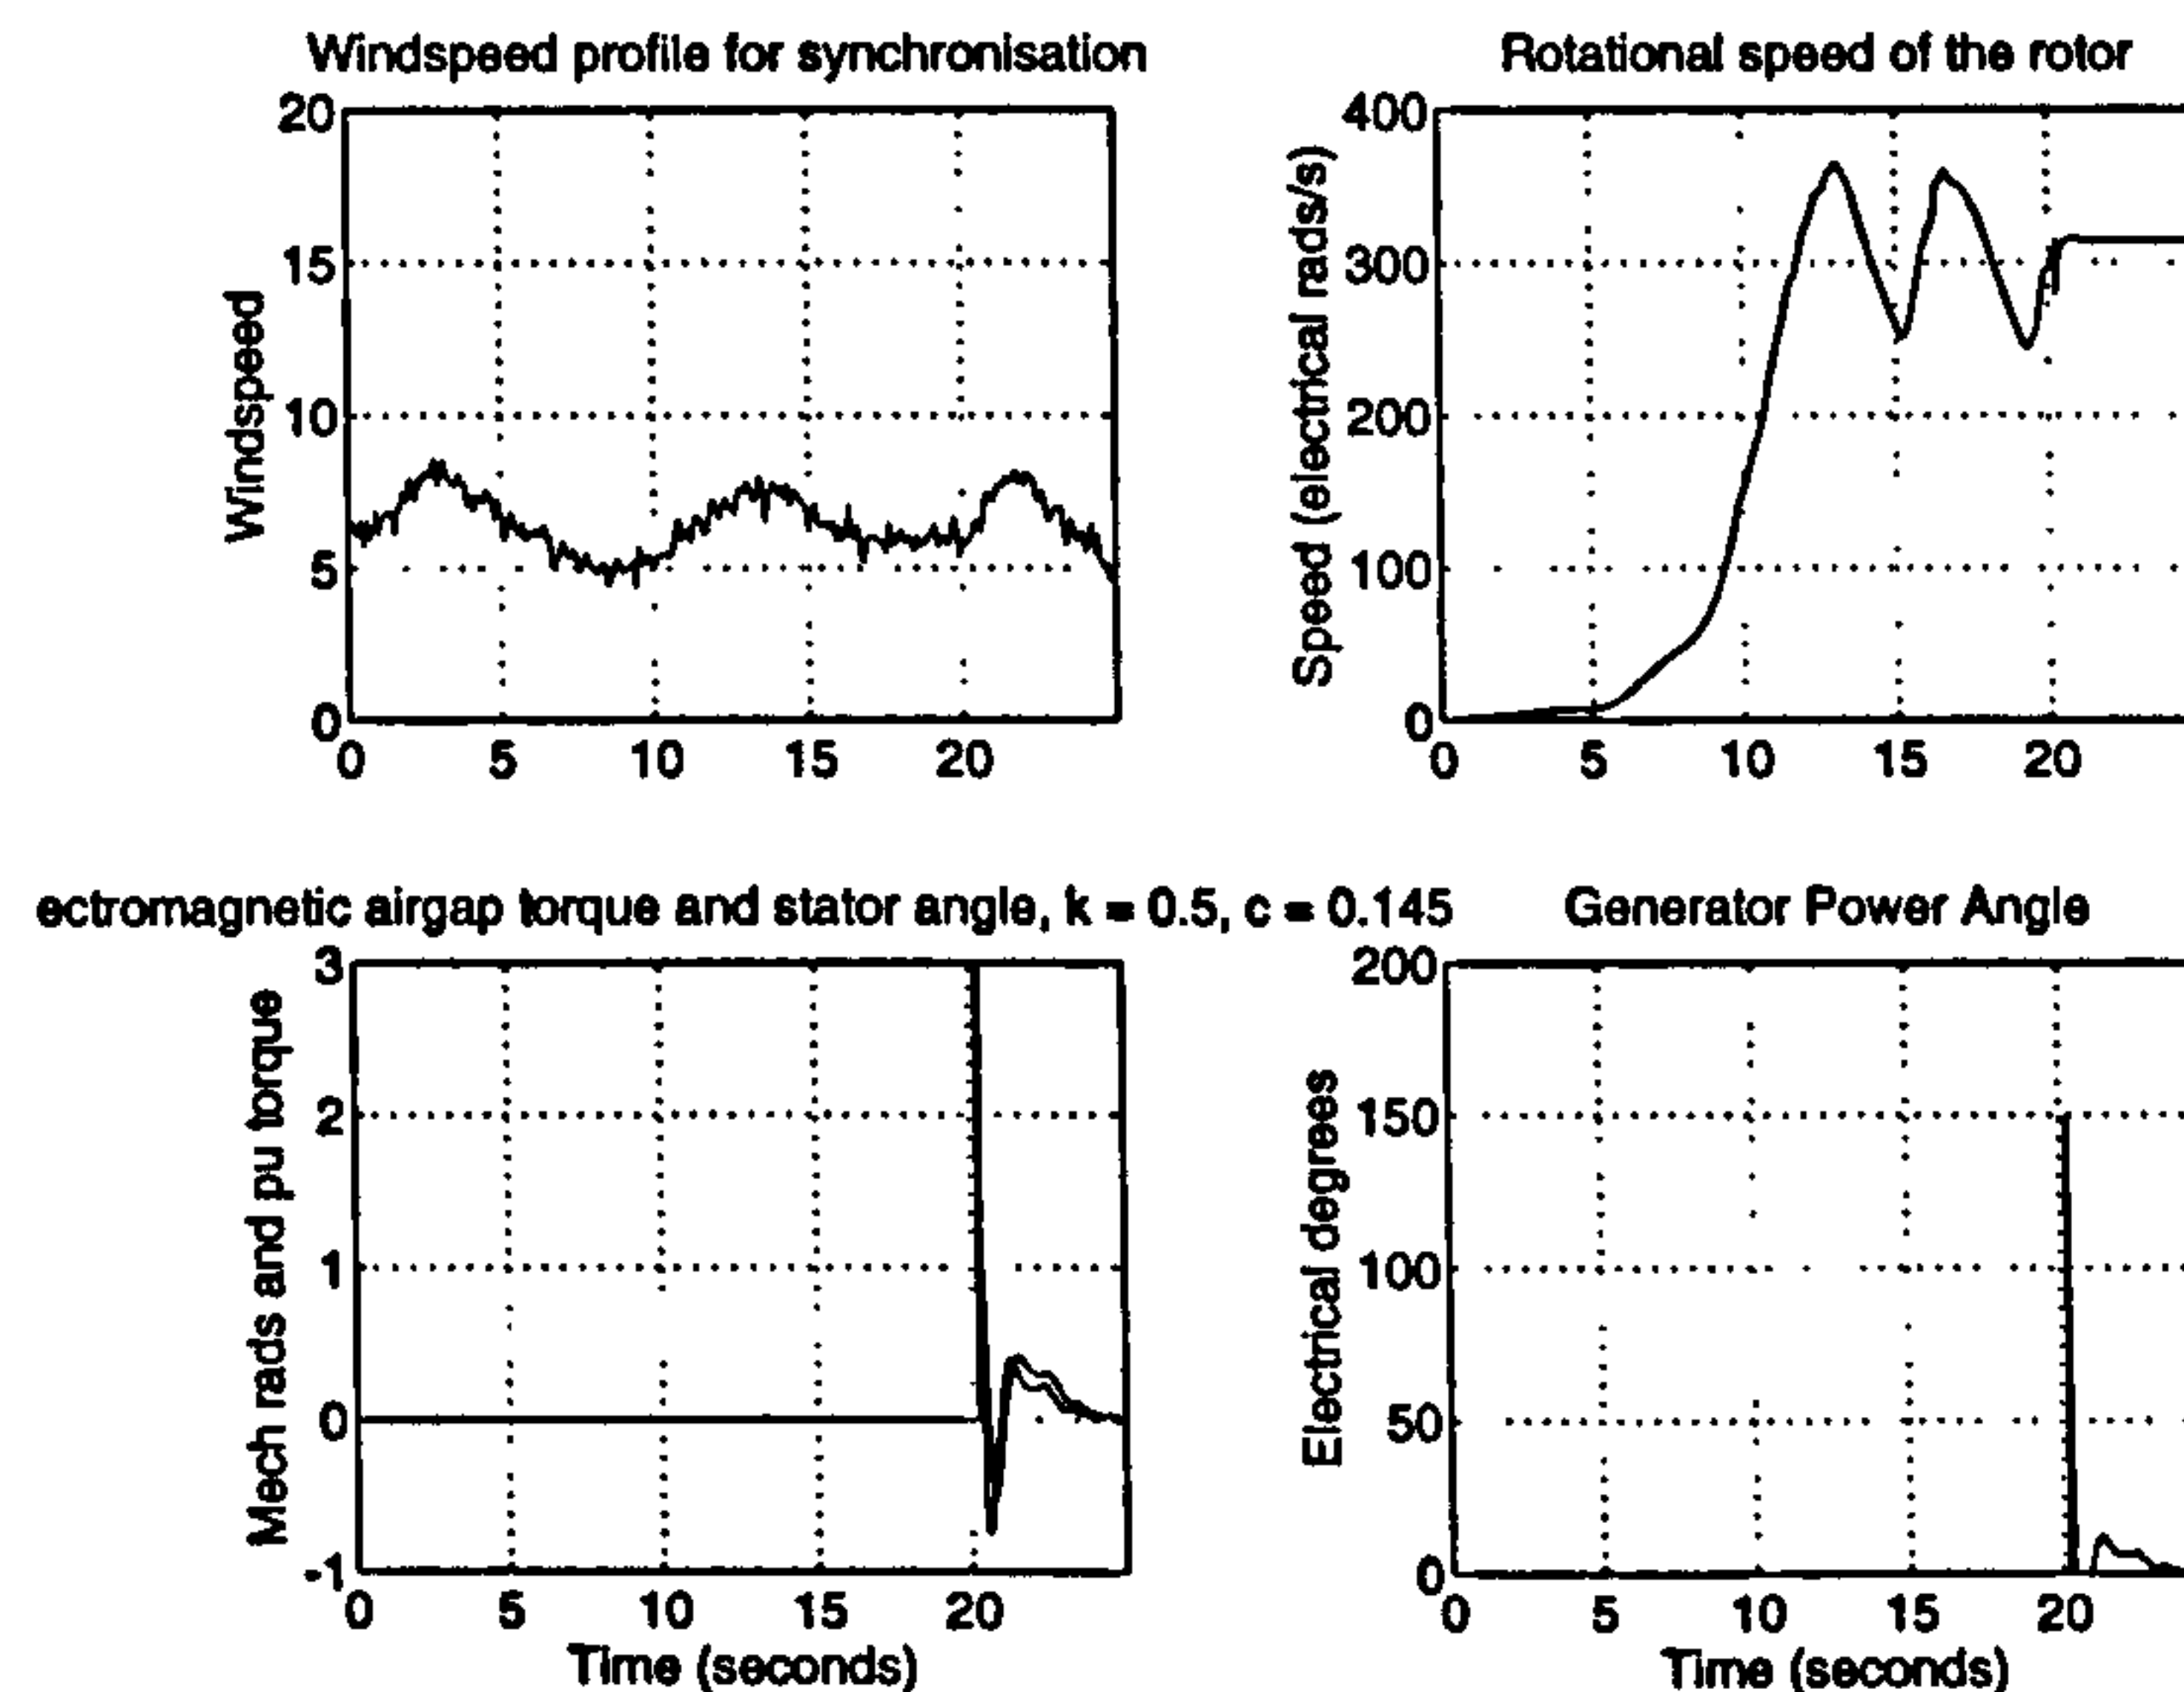 Windspeed profile for synchronisation
Windspeed
20
15
10
5
0
0 5 10 15 20
Rotational speed of the rotor
Speed (electrical rads/s)
400
300
200
100
0
0 5 10 15 20
ectromagnetic airgap torque and stator angle, k = 0.5, c = 0.145
Mech rads and pu torque
3
2
1
0
-1
0 5 10 15 20
Time (seconds)
Generator Power Angle
Electrical degrees
200
150
100
50
0
0 5 10 15 20
Time (seconds)